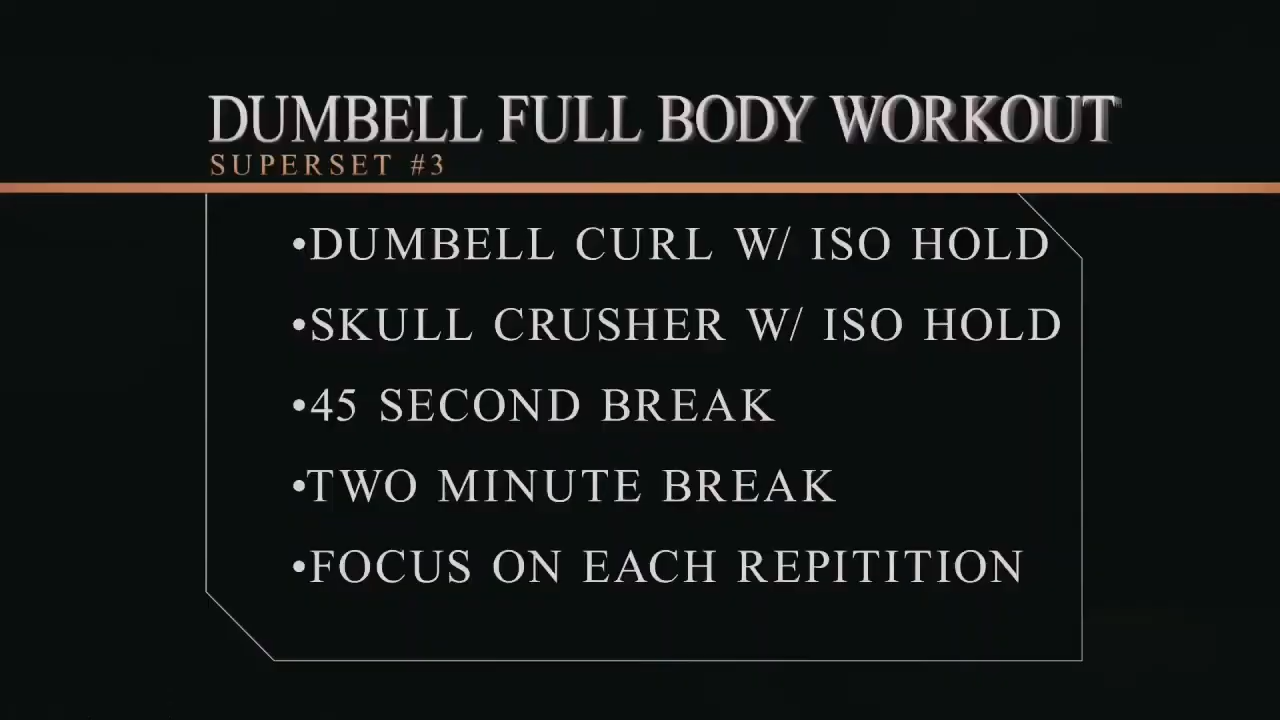 DUMBELL FULL BODY WORKOUT
SUPERSET #3
•DUMBELL CURL W/ ISO HOLD
•SKULL CRUSHER W/ ISO HOLD
•45 SECOND BREAK
•TWO MINUTE BREAK
•FOCUS ON EACH REPITITION